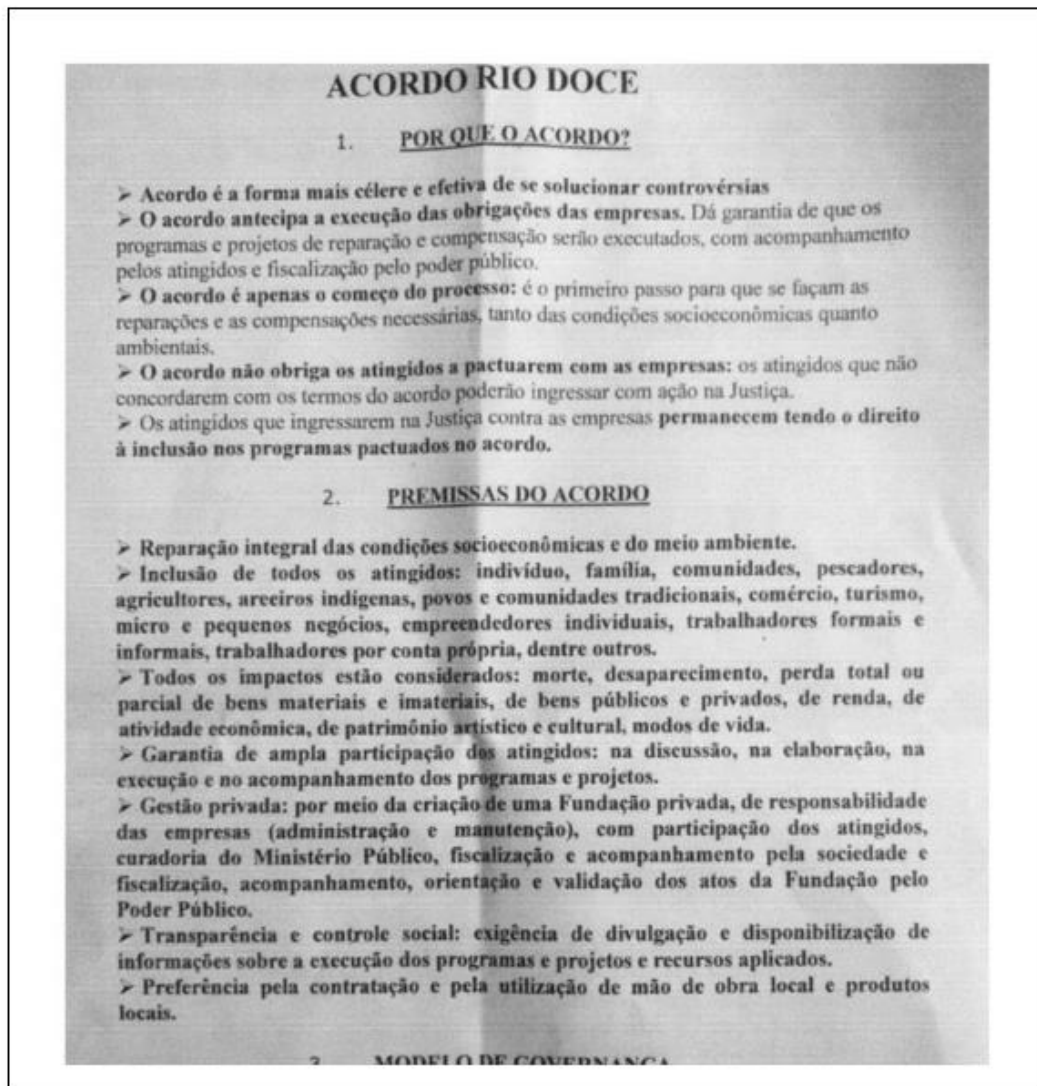 ACORDO RIO DOCE
1. POR QUE O ACORDO?
➢ Acordo é a forma mais célere e efetiva de se solucionar controvérsias
➢ O acordo antecipa a execução das obrigações das empresas. Dá garantia de que os
programas e projetos de reparação e compensação serão executados, com acompanhamento
pelos atingidos e fiscalização pelo poder público.
➢ O acordo é apenas o começo do processo: é o primeiro passo para que se façam as
reparações e as compensações necessárias, tanto das condições socioeconômicas quanto
ambientais.
➢ O acordo não obriga os atingidos a pactuarem com as empresas: os atingidos que não
concordarem com os termos do acordo poderão ingressar com ação na Justiça.
➢ Os atingidos que ingressarem na Justiça contra as empresas permanecem tendo o direito
à inclusão nos programas pactuados no acordo.
2. PREMISSAS DO ACORDO
➢ Reparação integral das condições socioeconômicas e do meio ambiente.
➢ Inclusão de todos os atingidos: indivíduo, família, comunidades, pescadores,
agricultores, areeiros indígenas, povos e comunidades tradicionais, comércio, turismo,
micro e pequenos negócios, empreendedores individuais, trabalhadores formais e
informais, trabalhadores por conta própria, dentre outros.
➢ Todos os impactos estão considerados: morte, desaparecimento, perda total ou
parcial de bens materiais e imateriais, de bens públicos e privados, de renda, de
atividade econômica, de patrimônio artístico e cultural, modos de vida.
➢ Garantia de ampla participação dos atingidos: na discussão, na elaboração, na
execução e no acompanhamento dos programas e projetos.
➢ Gestão privada: por meio da criação de uma Fundação privada, de responsabilidade
das empresas (administração e manutenção), com participação dos atingidos,
curadoria do Ministério Público, fiscalização e acompanhamento pela sociedade e
fiscalização, acompanhamento, orientação e validação dos atos da Fundação pelo
Poder Público.
➢ Transparência e controle social: exigência de divulgação e disponibilização de
informações sobre a execução dos programas e projetos e recursos aplicados.
➢ Preferência pela contratação e pela utilização de mão de obra local e produtos
locais.
3. MODELO DE GOVERNANÇA